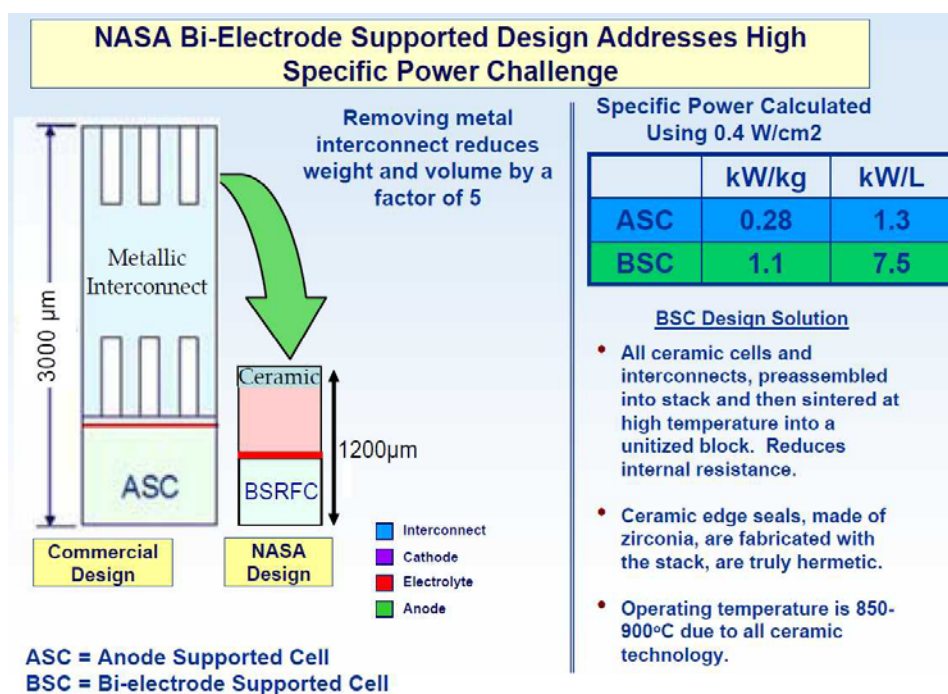 NASA Bi-Electrode Supported Design Addresses High
Specific Power Challenge
Removing metal
interconnect reduces
weight and volume by a
factor of 5
3000 µm
Metallic
Interconnect
ASC
Ceramic
BSRFC
1200µm
Commercial
Design
NASA
Design
Interconnect
Cathode
Electrolyte
Anode
ASC = Anode Supported Cell
BSC = Bi-electrode Supported Cell
Specific Power Calculated
Using 0.4 W/cm2
kW/kg kW/L
ASC 0.28 1.3
BSC 1.1 7.5
BSC Design Solution
• All ceramic cells and
interconnects, preassembled
into stack and then sintered at
high temperature into a
unitized block. Reduces
internal resistance.
• Ceramic edge seals, made of
zirconia, are fabricated with
the stack, are truly hermetic.
• Operating temperature is 850-
900ºC due to all ceramic
technology.